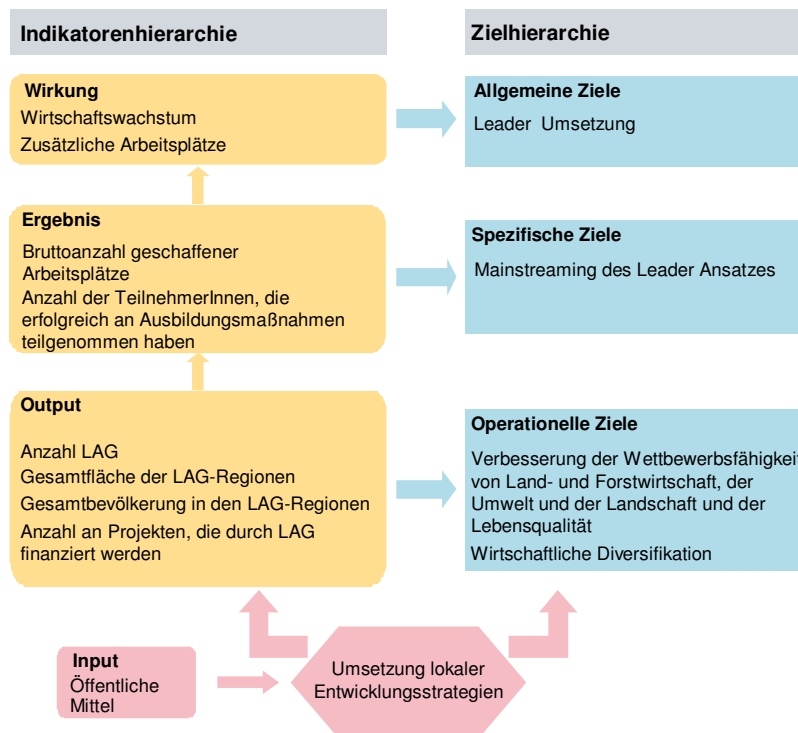 Indikatorenhierarchie
Zielhierarchie
Wirkung
Wirtschaftswachstum
Zusätzliche Arbeitsplätze
Allgemeine Ziele
Leader Umsetzung
Ergebnis
Bruttoanzahl geschaffener
Arbeitsplätze
Anzahl der TeilnehmerInnen, die
erfolgreich an Ausbildungsmaßnahmen
teilgenommen haben
Spezifische Ziele
Mainstreaming des Leader Ansatzes
Output
Anzahl LAG
Gesamtfläche der LAG-Regionen
Gesamtbevölkerung in den LAG-Regionen
Anzahl an Projekten, die durch LAG
finanziert werden
Operationelle Ziele
Verbesserung der Wettbewerbsfähigkeit
von Land- und Forstwirtschaft, der
Umwelt und der Landschaft und der
Lebensqualität
Wirtschaftliche Diversifikation
Input
Öffentliche
Mittel
Umsetzung lokaler
Entwicklungsstrategien